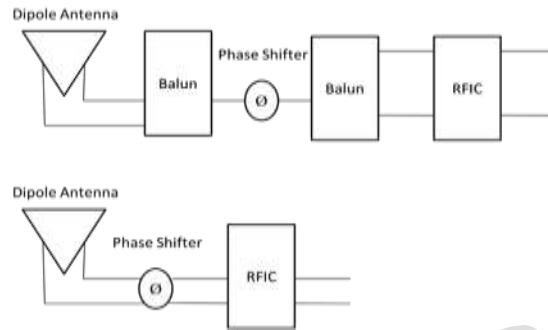 Dipole Antenna
Phase Shifter
Balun
Ø
Balun
RFIC
Dipole Antenna
Phase Shifter
Ø
RFIC